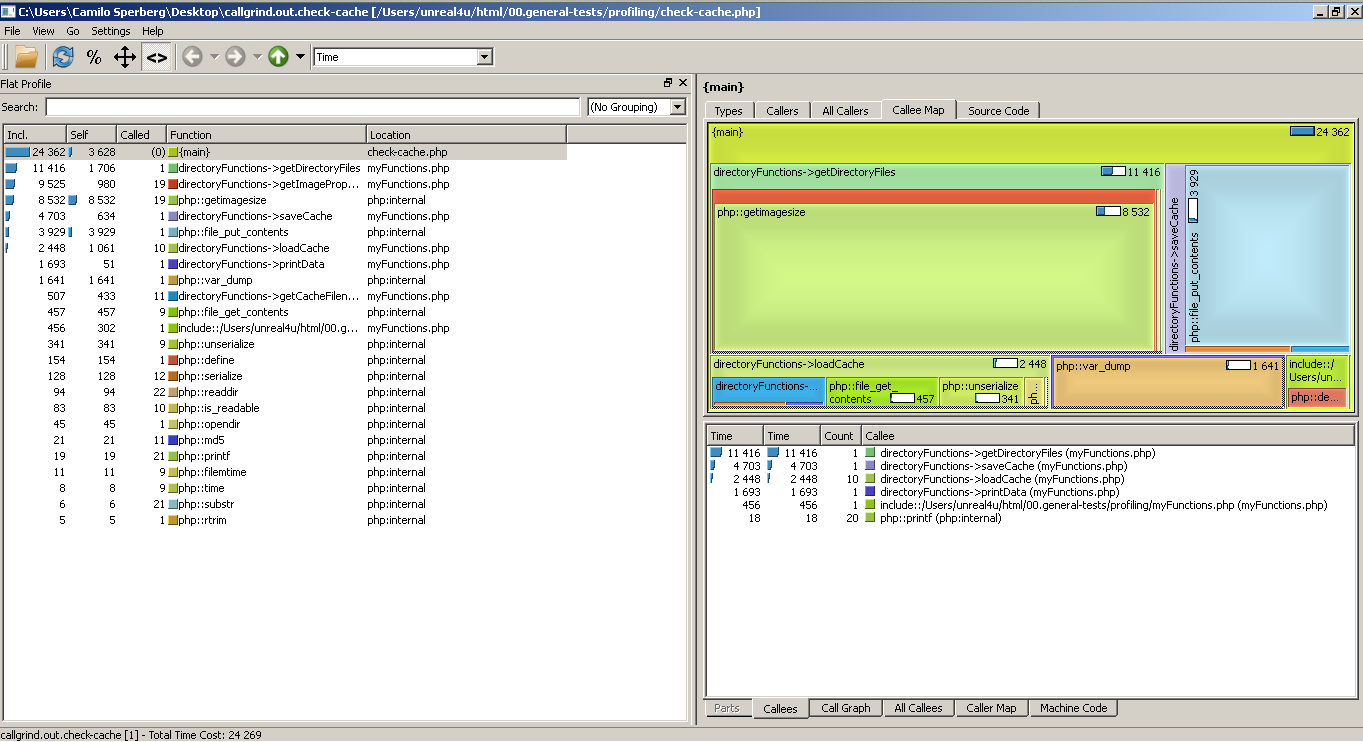 C:\Users\Camilo Sperberg\Desktop\callgrind.out.check-cache [/Users/unreal4u/html/00.general-tests/profiling/check-cache.php]
File View Go Settings Help
% <> Time
Flat Profile
Search: (No Grouping)
Incl. Self Called Function Location
24 362 3 628 (0) {main} check-cache.php
11 416 1 706 1 directoryFunctions->getDirectoryFiles myFunctions.php
9 525 980 19 directoryFunctions->getImageProp... myFunctions.php
8 532 8 532 19 php::getimagesize php:internal
4 703 634 1 directoryFunctions->saveCache myFunctions.php
3 929 3 929 1 php::file_put_contents php:internal
2 448 1 061 10 directoryFunctions->loadCache myFunctions.php
1 693 51 1 directoryFunctions->printData myFunctions.php
1 641 1 641 1 php::var_dump php:internal
507 433 11 directoryFunctions->getCacheFilen... myFunctions.php
457 457 9 php::file_get_contents php:internal
456 302 1 include::/Users/unreal4u/html/00.g... myFunctions.php
341 341 9 php::unserialize php:internal
154 154 1 php::define php:internal
128 128 12 php::serialize php:internal
94 94 22 php::readdir php:internal
83 83 10 php::is_readable php:internal
45 45 1 php::opendir php:internal
21 21 11 php::md5 php:internal
19 19 21 php::printf php:internal
11 11 9 php::filemtime php:internal
8 8 9 php::time php:internal
6 6 21 php::substr php:internal
5 5 1 php::rtrim php:internal
{main}
Types Callers All Callers Callee Map Source Code
{main} 24 362
directoryFunctions->getDirectoryFiles 11 416
php::getimagesize 8 532
directoryFunctions->saveCache
php::file_put_contents 3 929
directoryFunctions->loadCache 2 448
directoryFunctions-...
php::file_get_
contents 457
php::unserialize
341
ph...
php::var_dump 1 641
include::/
Users/un...
php::de...
Time Time Count Callee
11 416 11 416 1 directoryFunctions->getDirectoryFiles (myFunctions.php)
4 703 4 703 1 directoryFunctions->saveCache (myFunctions.php)
2 448 2 448 10 directoryFunctions->loadCache (myFunctions.php)
1 693 1 693 1 directoryFunctions->printData (myFunctions.php)
456 456 1 include::/Users/unreal4u/html/00.general-tests/profiling/myFunctions.php (myFunctions.php)
18 18 20 php::printf (php:internal)
Parts Callees Call Graph All Callees Caller Map Machine Code
callgrind.out.check-cache [1] - Total Time Cost: 24 269